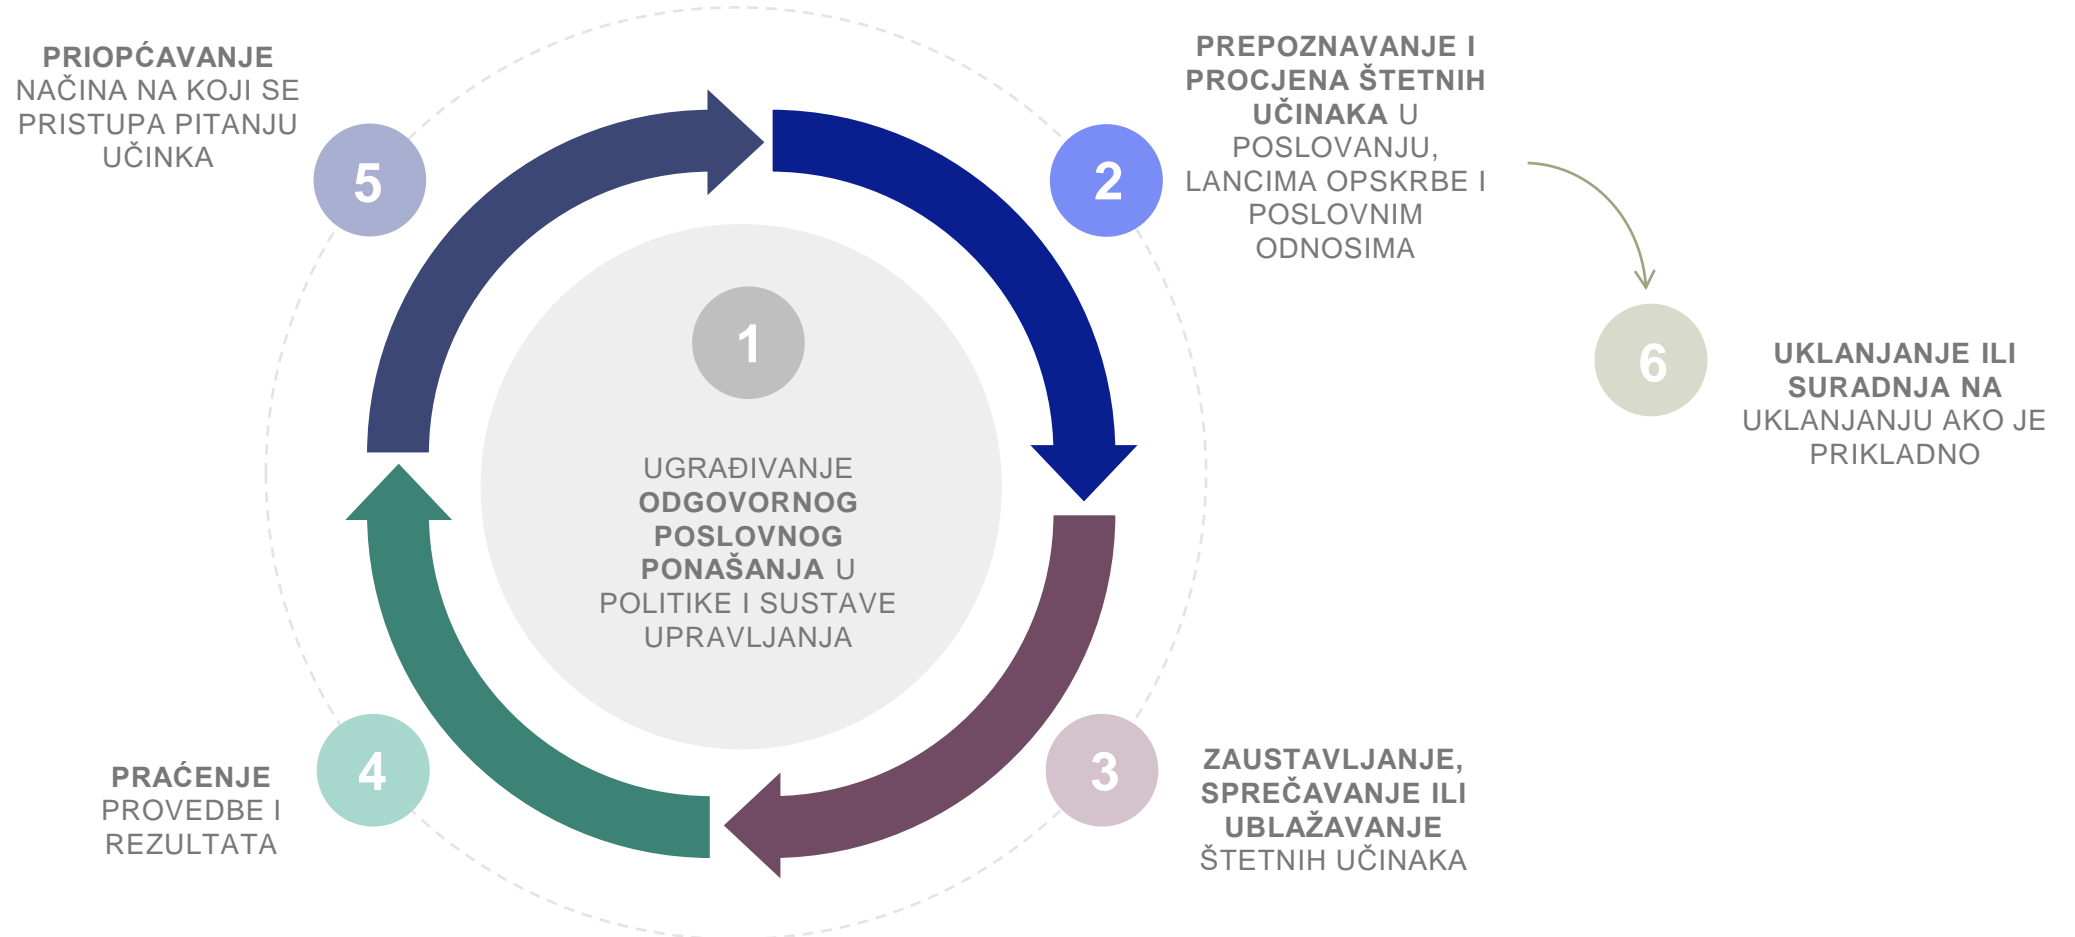 1
UGRAĐIVANJE
ODGOVORNOG
POSLOVNOG
PONAŠANJA U
POLITIKE I SUSTAVE
UPRAVLJANJA
2
PREPOZNAVANJE I
PROCJENA ŠTETNIH
UČINAKA U
POSLOVANJU,
LANCIMA OPSKRBE I
POSLOVNIM
ODNOSIMA
3
ZAUSTAVLJANJE,
SPREČAVANJE ILI
UBLAŽAVANJE
ŠTETNIH UČINAKA
4
PRAĆENJE
PROVEDBE I
REZULTATA
5
PRIOPĆAVANJE
NAČINA NA KOJI SE
PRISTUPA PITANJU
UČINKA
6
UKLANJANJE ILI
SURADNJA NA
UKLANJANJU AKO JE
PRIKLADNO